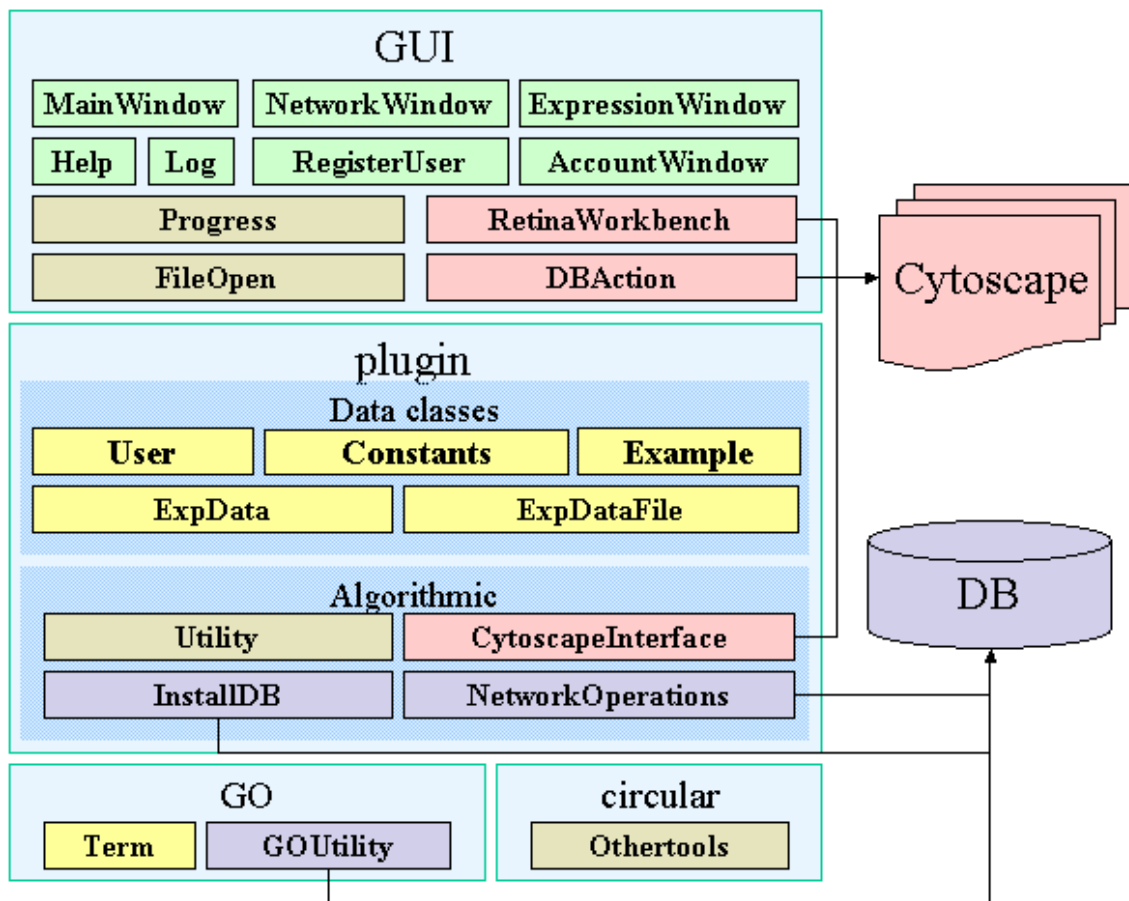 GUI
MainWindow NetworkWindow ExpressionWindow
Help Log RegisterUser AccountWindow
Progress RetinaWorkbench
FileOpen DBAction
Cytoscape
plugin
Data classes
User Constants Example
ExpData ExpDataFile
Algorithmic
Utility CytoscapeInterface
InstallDB NetworkOperations
DB
GO
Term GOUtility
circular
Othertools